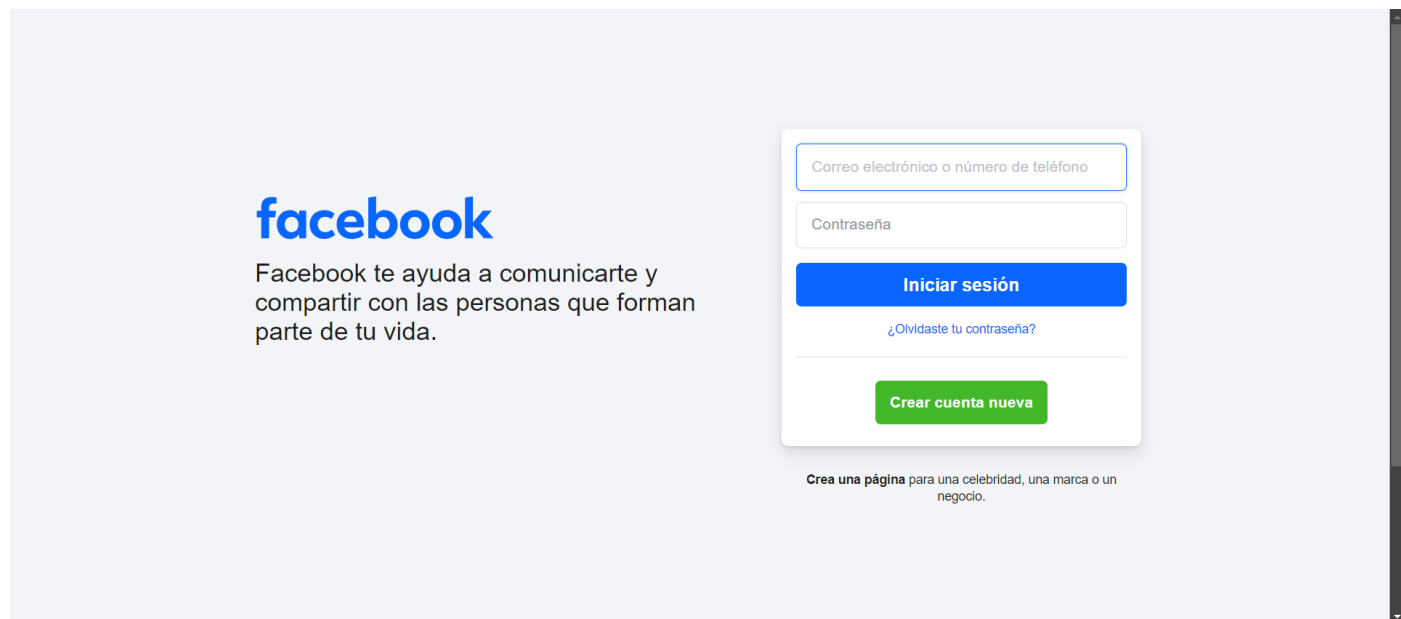 facebook
Facebook te ayuda a comunicarte y
compartir con las personas que forman
parte de tu vida.
Correo electrónico o número de teléfono
Contraseña
Iniciar sesión
¿Olvidaste tu contraseña?
Crear cuenta nueva
Crea una página para una celebridad, una marca o un
negocio.